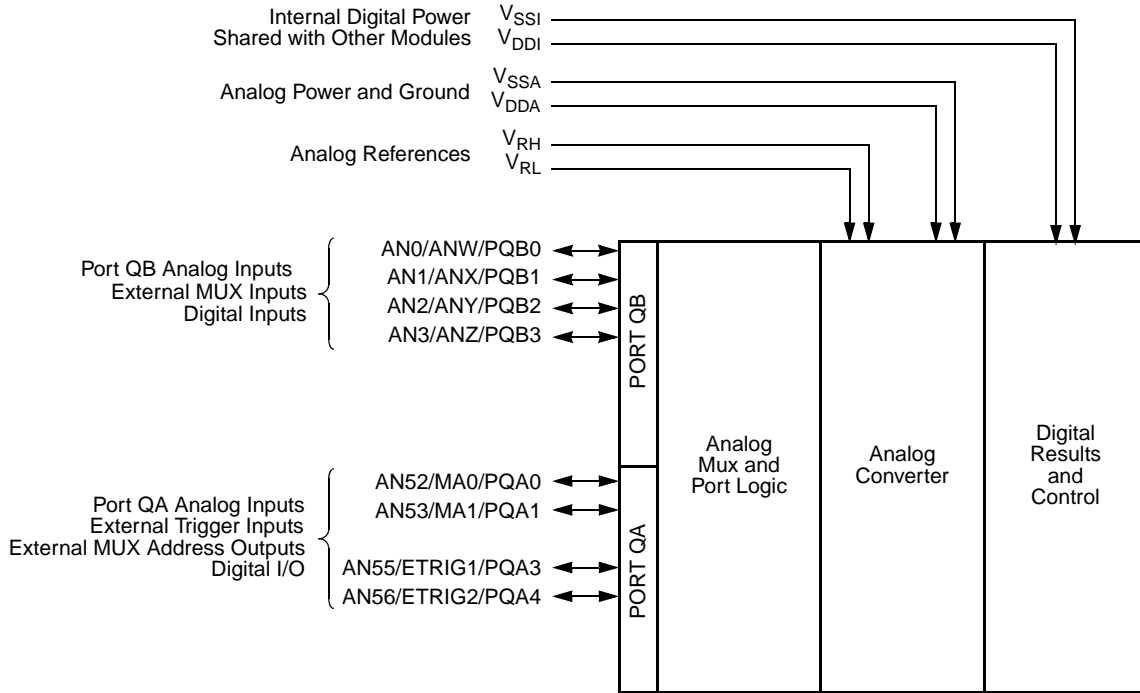 Internal Digital Power
Shared with Other Modules
VSSI
VDDI
Analog Power and Ground
VSSA
VDDA
Analog References
VRH
VRL
Port QB Analog Inputs
External MUX Inputs
Digital Inputs
AN0/ANW/PQB0
AN1/ANX/PQB1
AN2/ANY/PQB2
AN3/ANZ/PQB3
PORT QB
Port QA Analog Inputs
External Trigger Inputs
External MUX Address Outputs
Digital I/O
AN52/MA0/PQA0
AN53/MA1/PQA1
AN55/ETRIG1/PQA3
AN56/ETRIG2/PQA4
PORT QA
Analog
Mux and
Port Logic
Analog
Converter
Digital
Results
and
Control